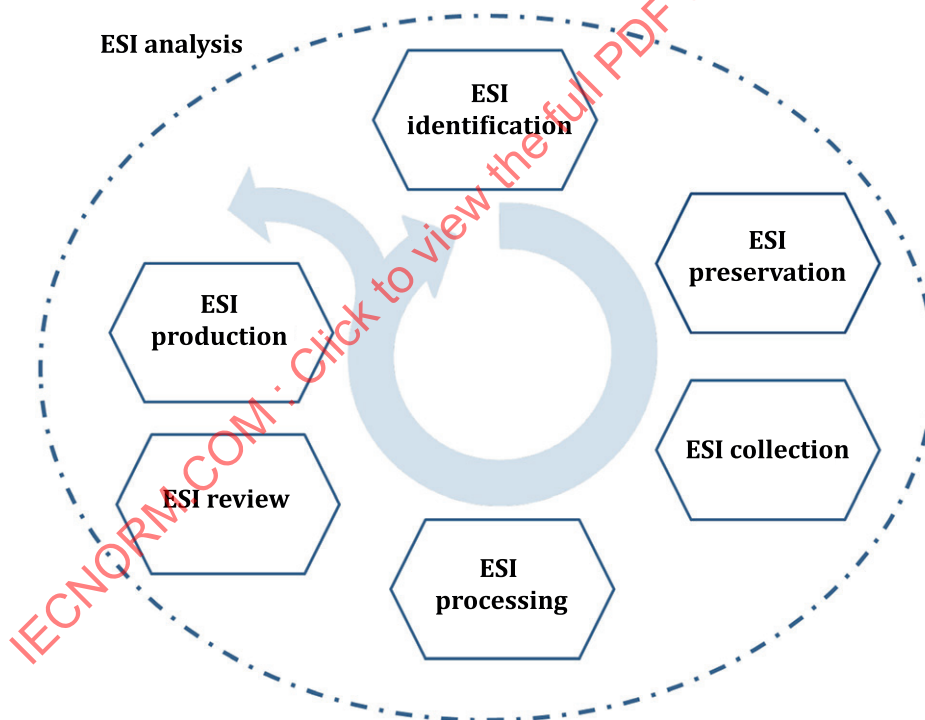 ESI analysis
ESI
identification
ESI
preservation
ESI collection
ESI
processing
ESI review
ESI
production
IECNORM.COM : Click to view the full PDF